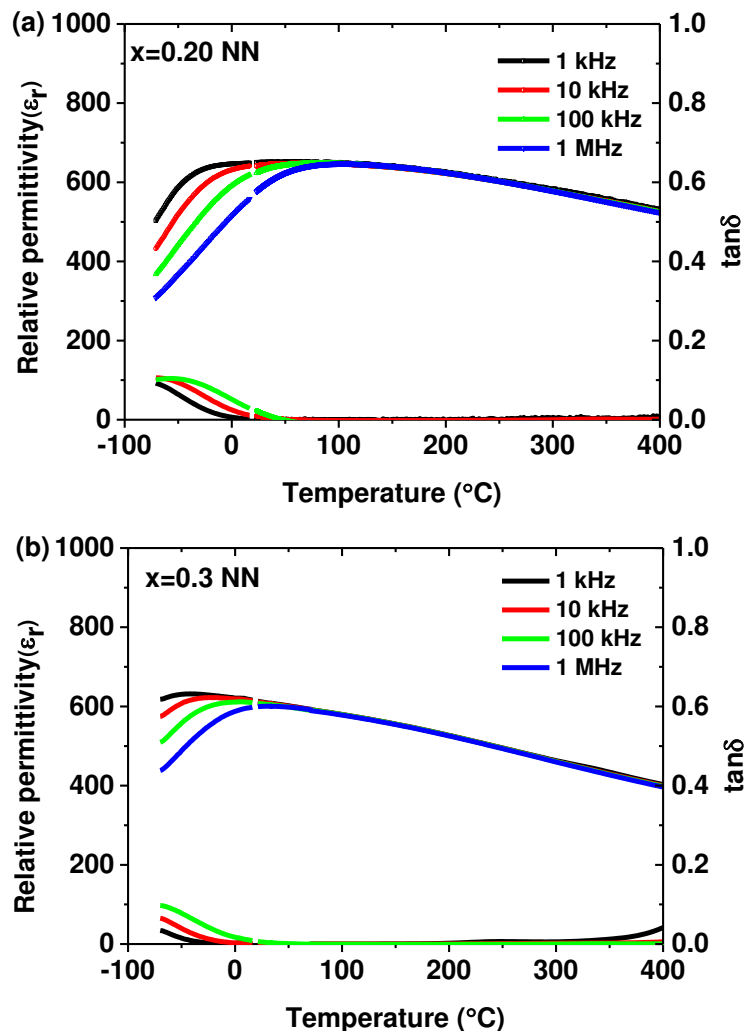 (a)
x=0.20 NN
1 kHz
10 kHz
100 kHz
1 MHz
Relative permittivity(εr)
1000
800
600
400
200
0
1.0
0.8
0.6
0.4
0.2
0.0
tanδ
-100
0
100
200
300
400
Temperature (°C)
(b)
x=0.3 NN
1 kHz
10 kHz
100 kHz
1 MHz
Relative permittivity(εr)
1000
800
600
400
200
0
1.0
0.8
0.6
0.4
0.2
0.0
tanδ
-100
0
100
200
300
400
Temperature (°C)